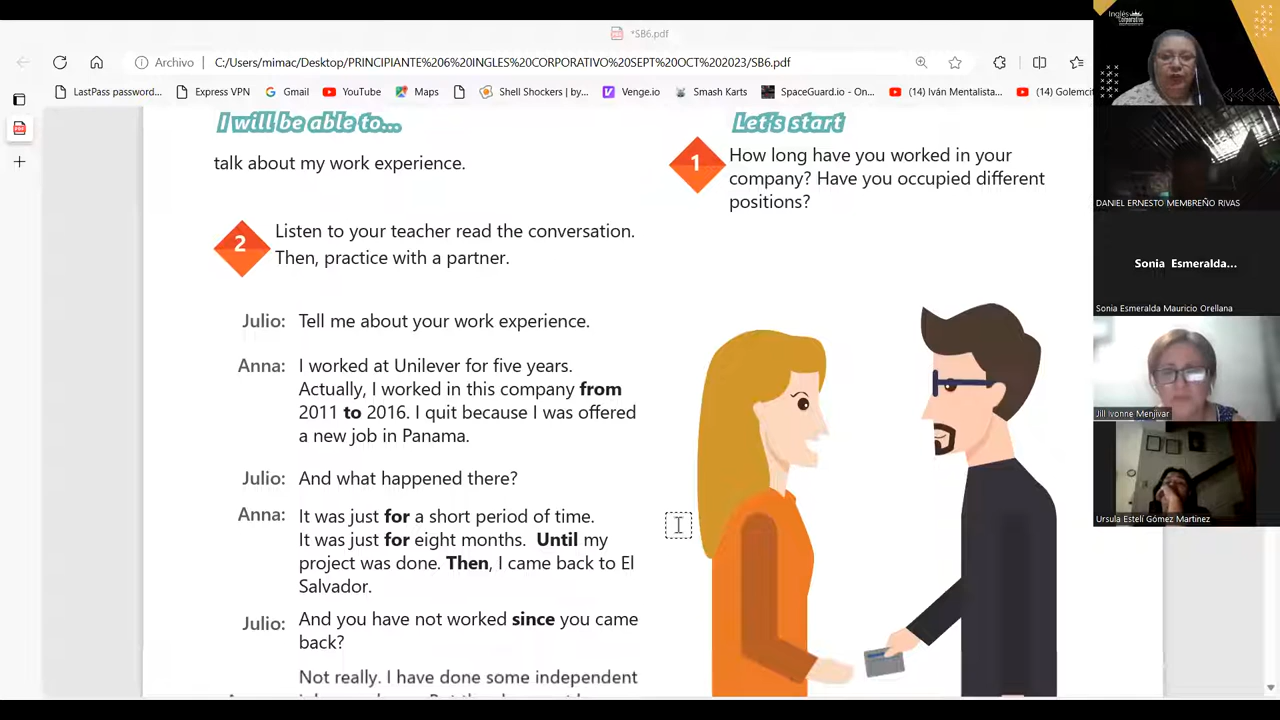 *SB6.pdf
Archivo
C:/Users/mimac/Desktop/PRINCIPIANTE%206%20INGLES%20CORPORATIVO%20SEPT%20OCT%202023/SB6.pdf
LastPass password...
Express VPN
Gmail
YouTube
Maps
Shell Shockers | by...
Venge.io
Smash Karts
SpaceGuard.io - On...
(14) Iván Mentalista...
(14) Golemcit
I will be able to...
talk about my work experience.
Let's start
1
How long have you worked in your
company? Have you occupied different
positions?
2
Listen to your teacher read the conversation.
Then, practice with a partner.
Julio: Tell me about your work experience.
Anna: I worked at Unilever for five years.
Actually, I worked in this company from
2011 to 2016. I quit because I was offered
a new job in Panama.
Julio: And what happened there?
Anna: It was just for a short period of time.
It was just for eight months. Until my
project was done. Then, I came back to El
Salvador.
Julio: And you have not worked since you came
back?
Not really. I have done some independent
Inglés
Corporativo
DANIEL ERNESTO MEMBREÑO RIVAS
Sonia Esmeralda...
Sonia Esmeralda Mauricio Orellana
Jill Ivonne Menjivar
Ursula Estelí Gómez Martinez